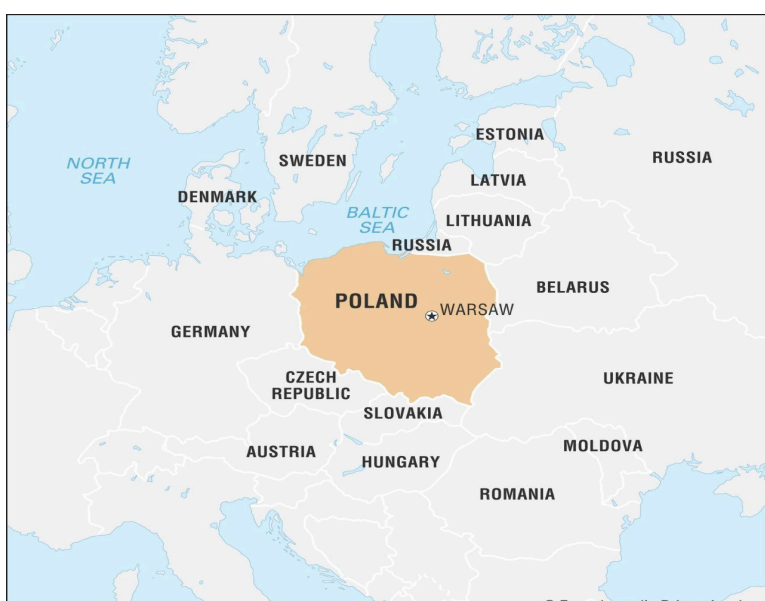 ESTONIA
NORTH
SEA
SWEDEN
RUSSIA
LATVIA
DENMARK
BALTIC
SEA
LITHUANIA
RUSSIA
BELARUS
POLAND
WARSAW
GERMANY
CZECH
REPUBLIC
UKRAINE
SLOVAKIA
AUSTRIA
HUNGARY
MOLDOVA
ROMANIA